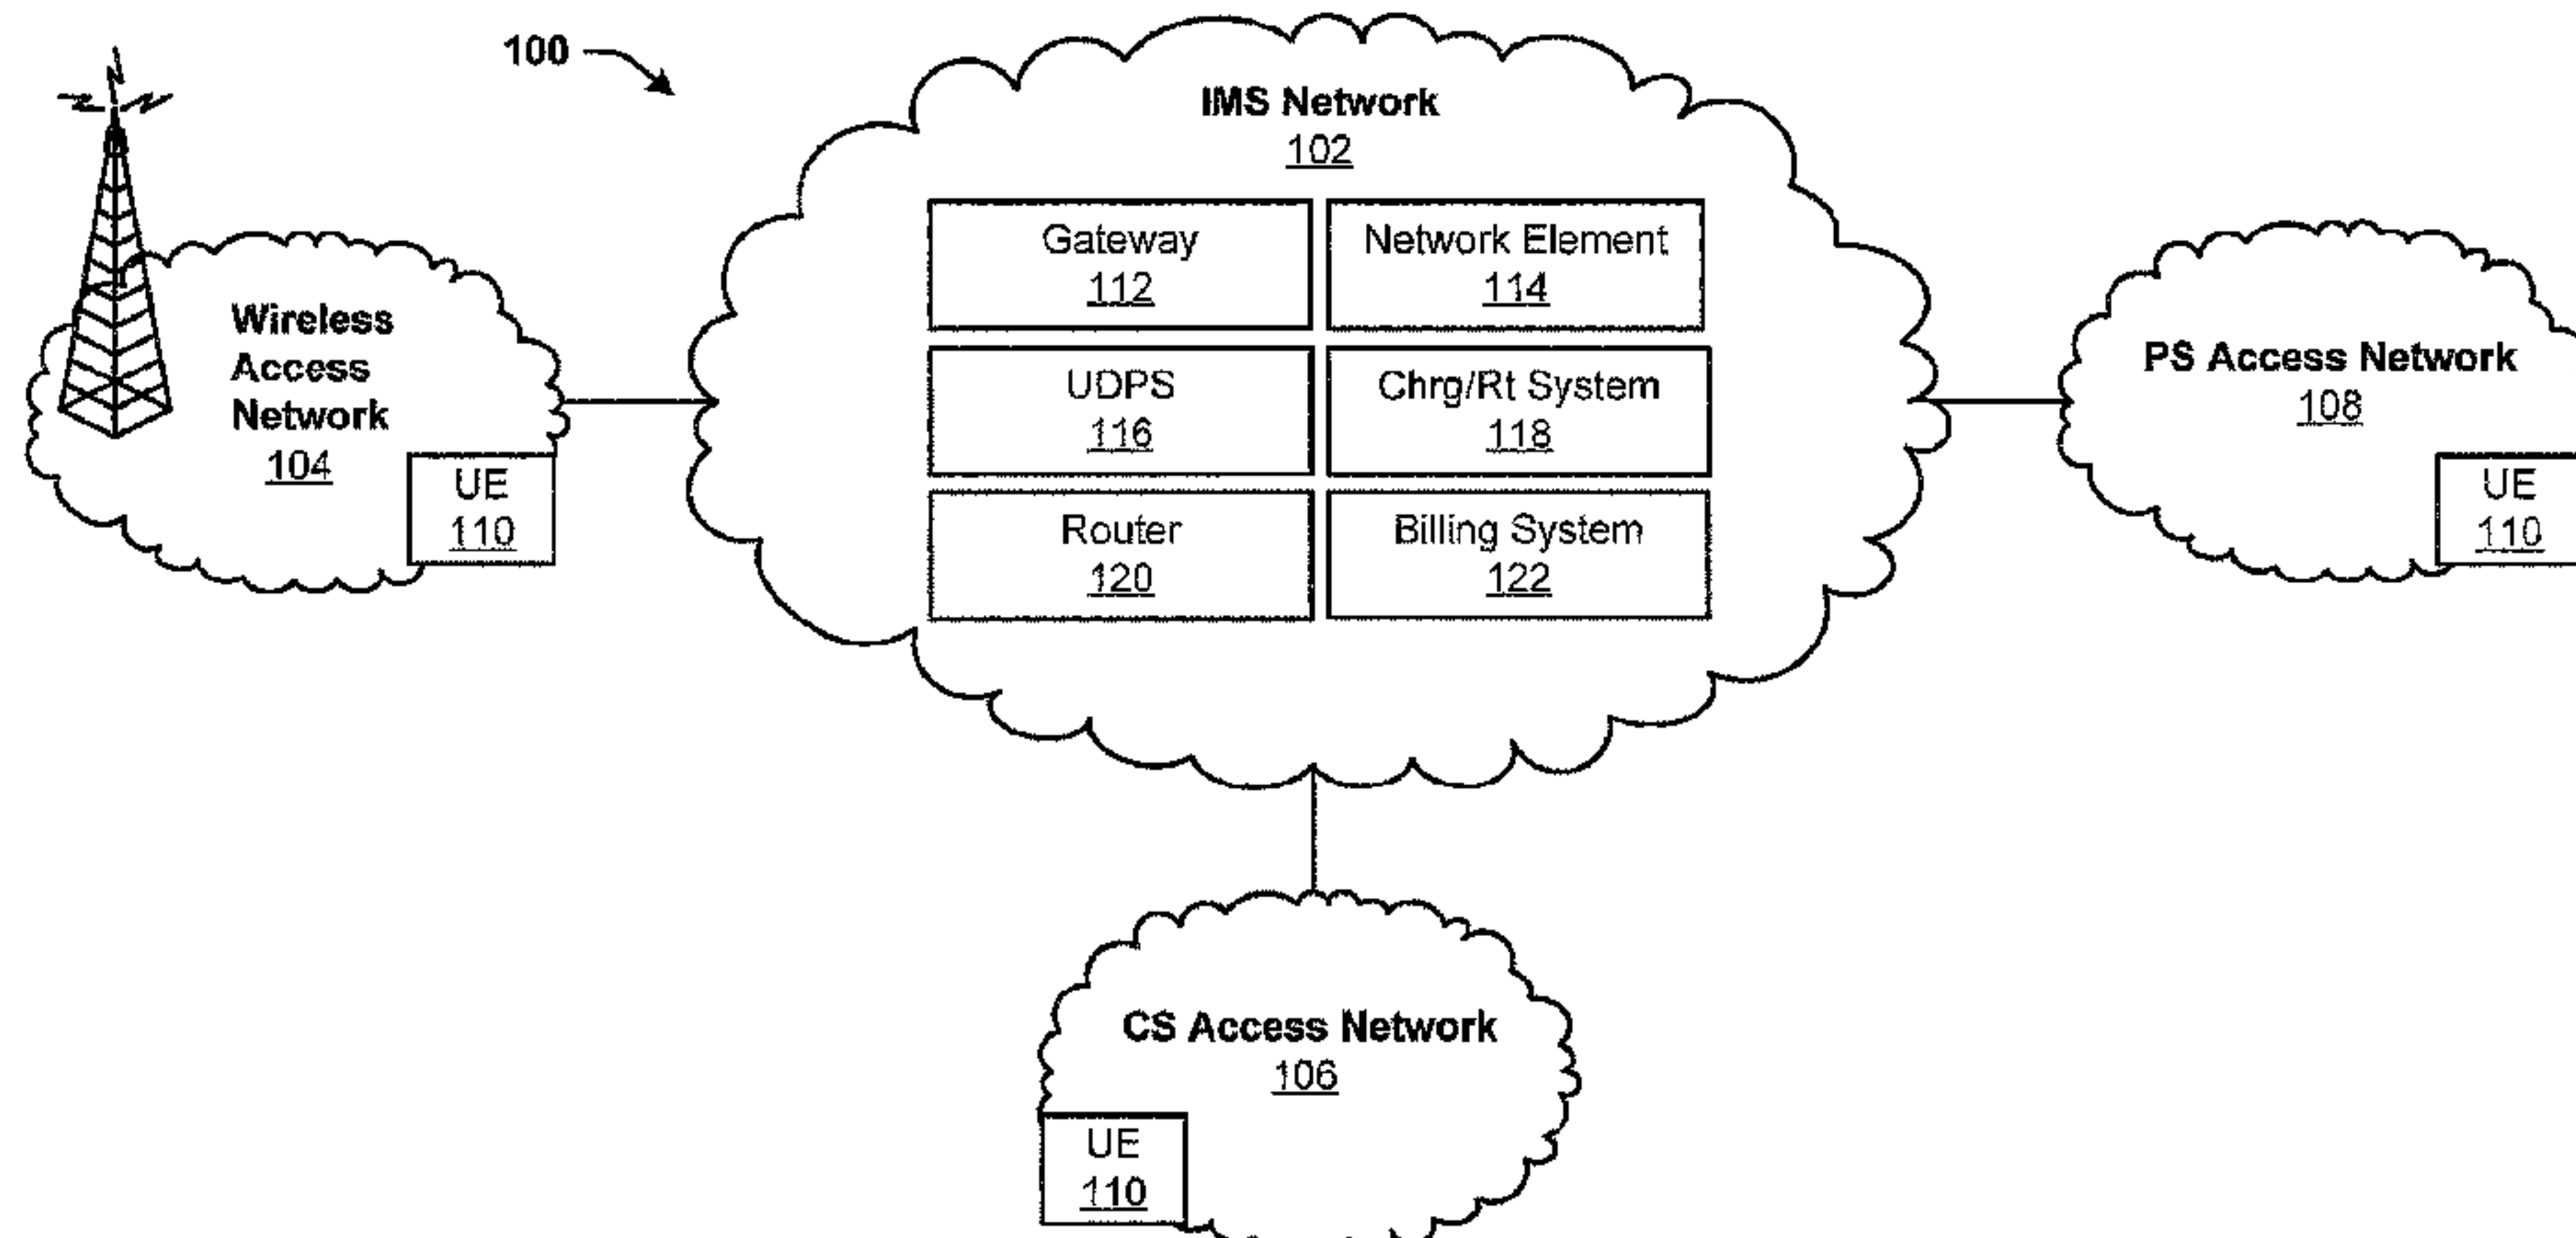 100
IMS Network
102
Gateway
112
Network Element
114
UDPS
116
Chrg/Rt System
118
Router
120
Billing System
122
Wireless
Access
Network
104
UE
110
PS Access Network
108
UE
110
CS Access Network
106
UE
110